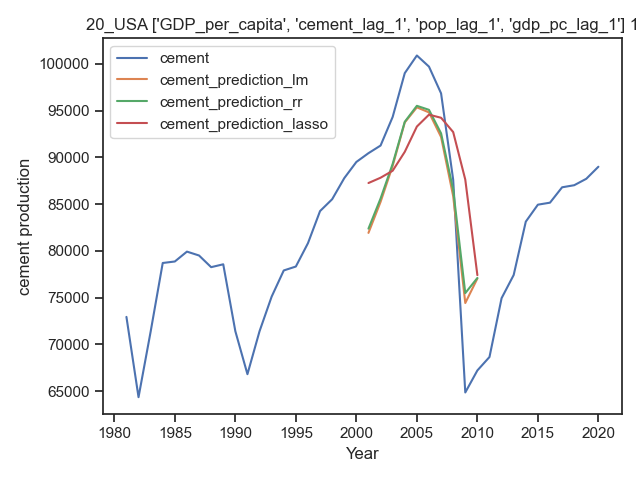 20_USA ['GDP_per_capita', 'cement_lag_1', 'pop_lag_1', 'gdp_pc_lag_1'] 1
cement
cement_prediction_lm
cement_prediction_rr
cement_prediction_lasso
100000
95000
90000
85000
80000
75000
70000
65000
cement production
1980 1985 1990 1995 2000 2005 2010 2015 2020
Year